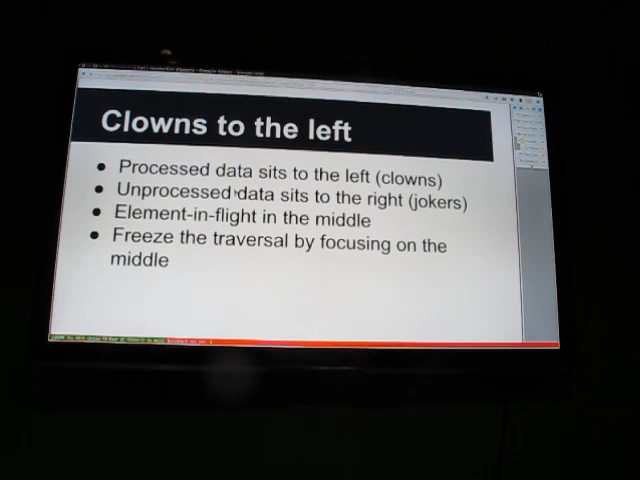 Clowns to the left
● Processed data sits to the left (clowns)
● Unprocessed data sits to the right (jokers)
● Element-in-flight in the middle
● Freeze the traversal by focusing on the
middle